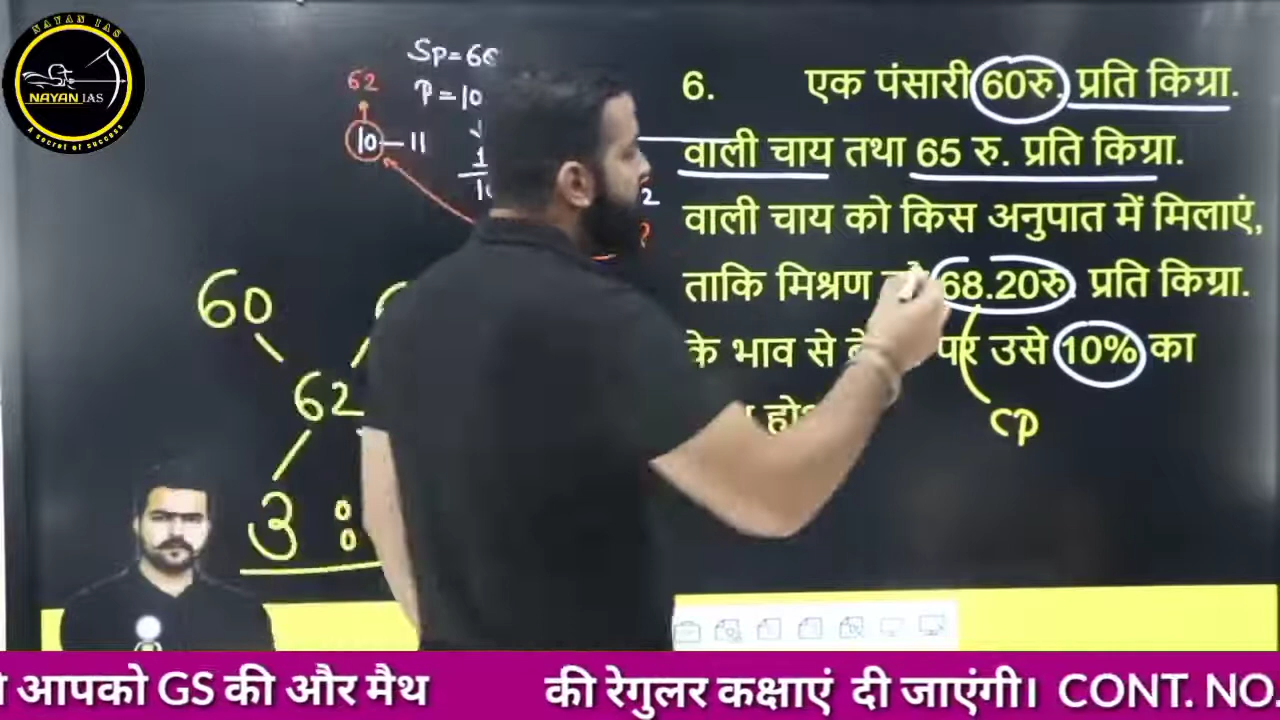 NAYAN IAS
NAYAN IAS
A secret of success
62
10 — 11
SP=6
P=10
2
?
60
62
3 :
6. एक पंसारी 60रु. प्रति किग्रा.
वाली चाय तथा 65 रु. प्रति किग्रा.
वाली चाय को किस अनुपात में मिलाएं,
ताकि मिश्रण 68.20रु. प्रति किग्रा.
के भाव से पर उसे 10% का
CP
आपको GS की और मैथ की रेगुलर कक्षाएं दी जाएंगी। CONT. NO.